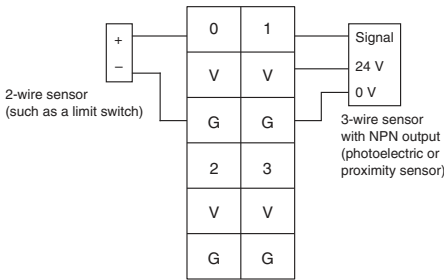 +
–
2-wire sensor
(such as a limit switch)
0 1
V V
G G
2 3
V V
G G
Signal
24 V
0 V
3-wire sensor
with NPN output
(photoelectric or
proximity sensor)